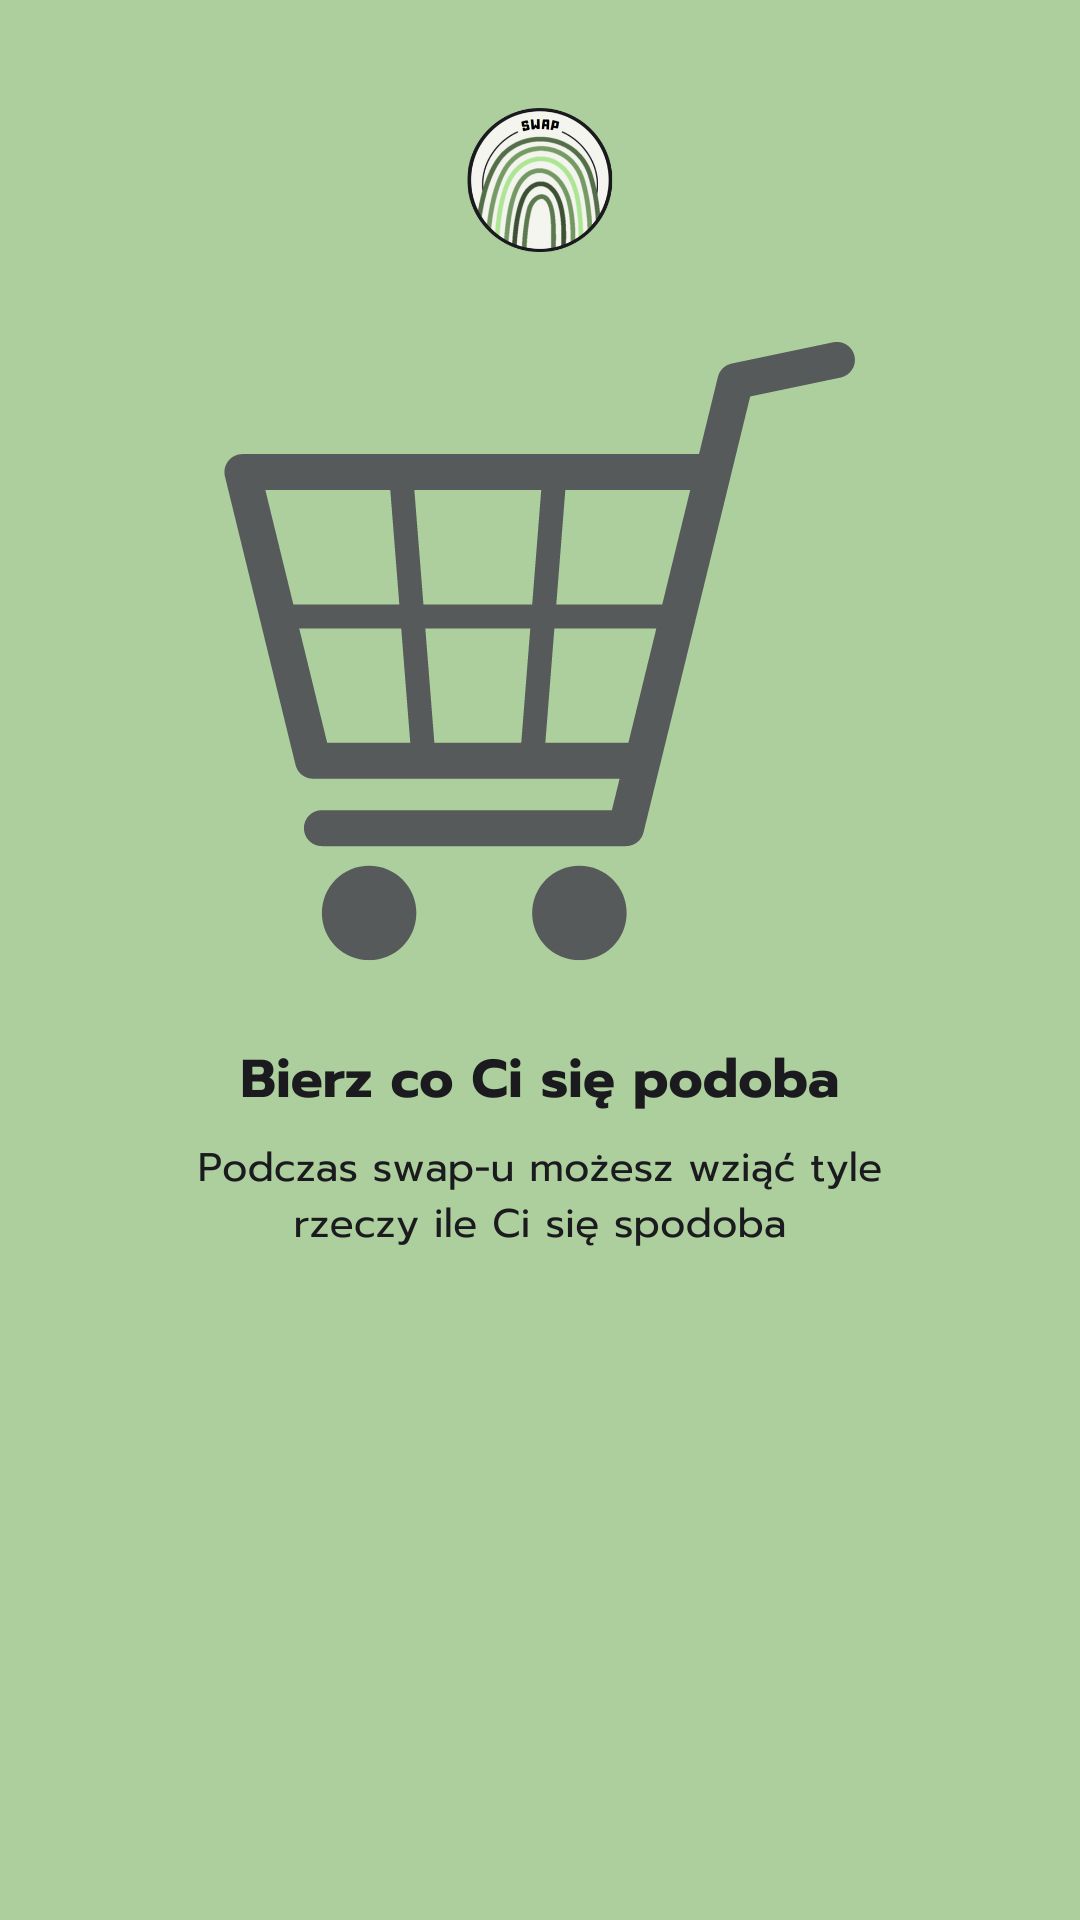 SWAP
Bierz co Ci się podoba
Podczas swap-u możesz wziąć tyle
rzeczy ile Ci się spodoba